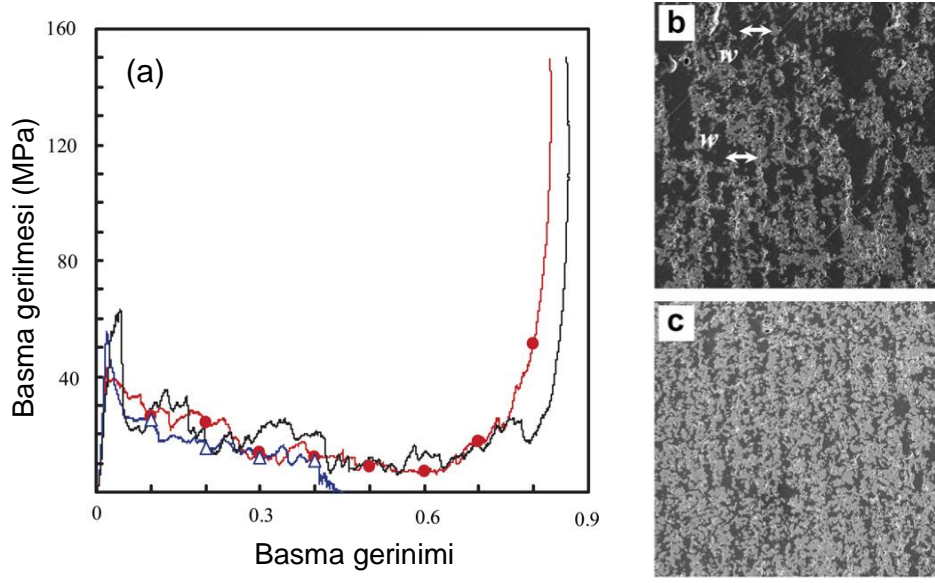 (a)
160
120
80
40
0
0.3
0.6
0.9
Basma gerilmesi (MPa)
Basma gerinimi
b
w
w
c